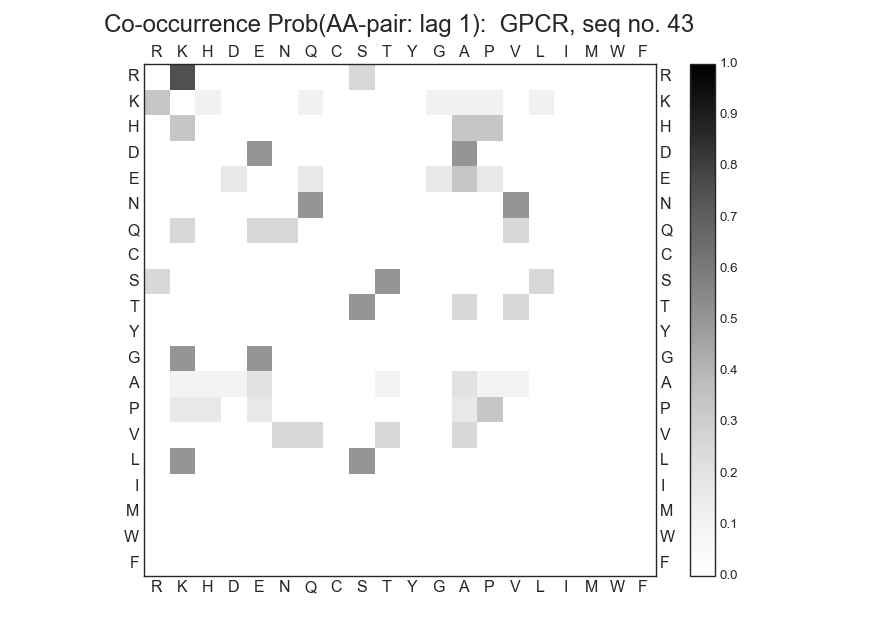 Co-occurrence Prob(AA-pair: lag 1):  GPCR, seq no. 43
R K H D E N Q C S T Y G A P V L I M W F
R R 1.0
K K
H H 0.9
D D
E E 0.8
N N 0.7
Q Q
C C 0.6
S S
T T 0.5
Y Y
G G 0.4
A A
P P 0.3
V V
L L 0.2
I I
M M 0.1
W W
F F 0.0
R K H D E N Q C S T Y G A P V L I M W F